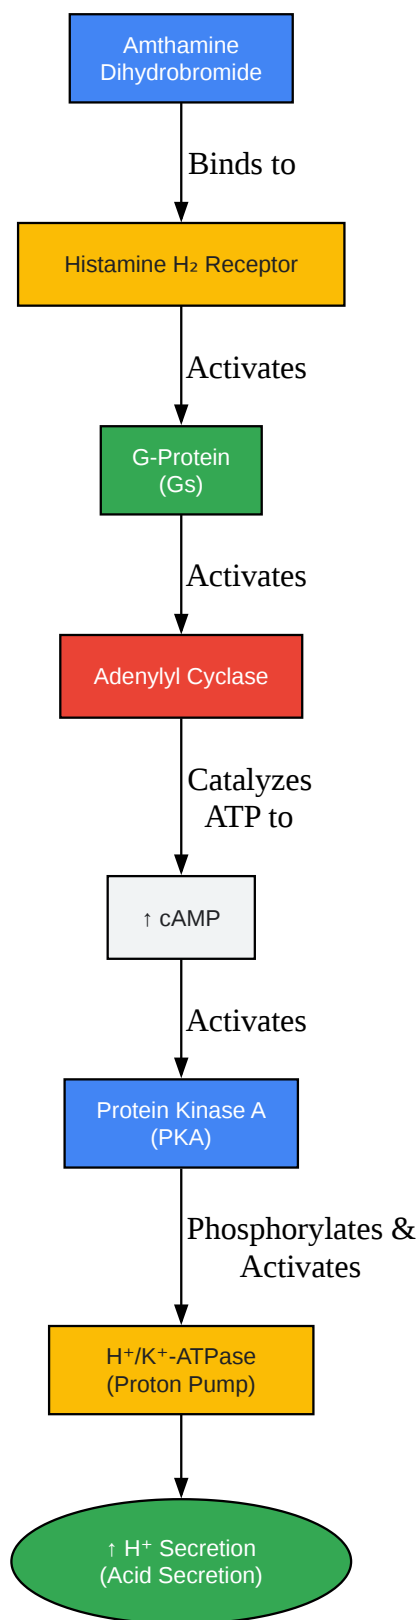 Amthamine
Dihydrobromide
Binds to
Histamine H₂ Receptor
Activates
G-Protein
(Gs)
Activates
Adenylyl Cyclase
Catalyzes
ATP to
↑ cAMP
Activates
Protein Kinase A
(PKA)
Phosphorylates &
Activates
H⁺/K⁺-ATPase
(Proton Pump)
↑ H⁺ Secretion
(Acid Secretion)